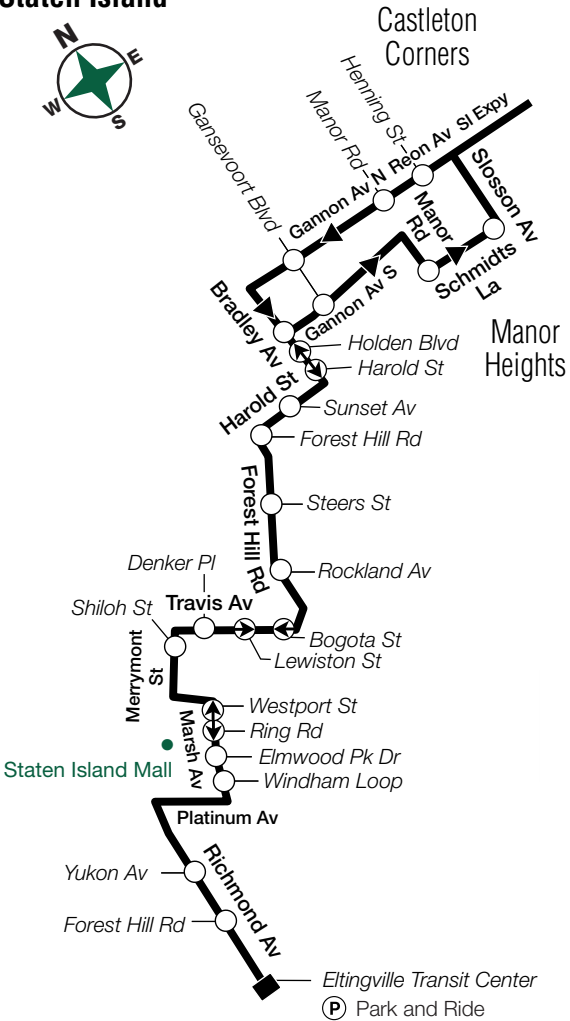 Staten Island
Castleton
Corners
N
E
W
S
Henning St
Manor Rd
Gansevoort Blvd
Gannon Av N
Reon Av
SI Expy
Slosson Av
Manor
Rd
Schmidts
La
Gannon Av S
Bradley Av
Manor
Heights
Holden Blvd
Harold St
Harold St
Sunset Av
Forest Hill Rd
Forest Hill Rd
Steers St
Rockland Av
Denker Pl
Travis Av
Shiloh St
Bogota St
Lewiston St
Merrymont
St
Westport St
Ring Rd
Marsh Av
Elmwood Pk Dr
Staten Island Mall
Windham Loop
Platinum Av
Richmond Av
Yukon Av
Forest Hill Rd
Eltingville Transit Center
P Park and Ride